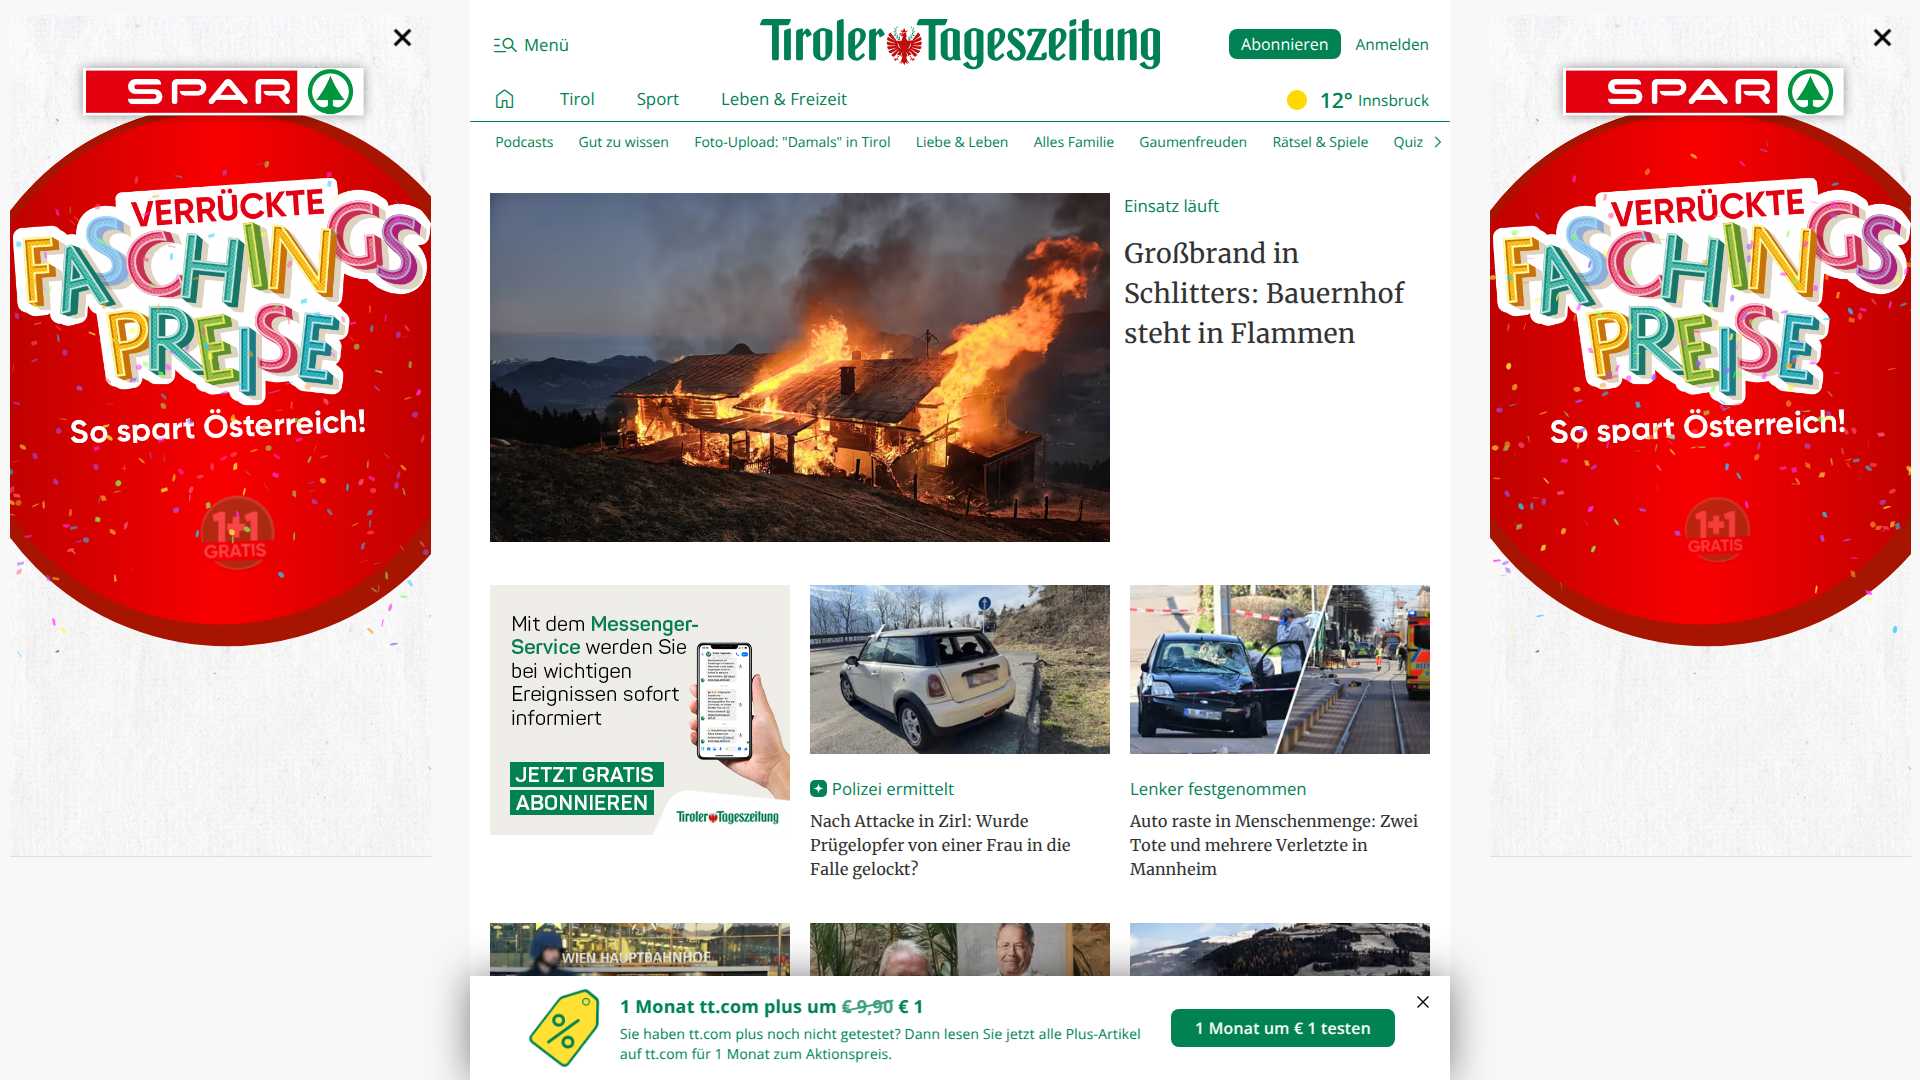 SPAR
VERRÜCKTE
FASCHINGS
PREISE
So spart Österreich!
1+1
GRATIS
Menü
Tiroler Tageszeitung
Abonnieren
Anmelden
Tirol
Sport
Leben & Freizeit
12° Innsbruck
Podcasts
Gut zu wissen
Foto-Upload: "Damals" in Tirol
Liebe & Leben
Alles Familie
Gaumenfreuden
Rätsel & Spiele
Quiz
Einsatz läuft
Großbrand in
Schlitters: Bauernhof
steht in Flammen
Mit dem Messenger-
Service werden Sie
bei wichtigen
Ereignissen sofort
informiert
JETZT GRATIS
ABONNIEREN
Tiroler Tageszeitung
Polizei ermittelt
Nach Attacke in Zirl: Wurde
Prügelopfer von einer Frau in die
Falle gelockt?
Lenker festgenommen
Auto raste in Menschenmenge: Zwei
Tote und mehrere Verletzte in
Mannheim
WIEN HAUPTBAHNHOF
1 Monat tt.com plus um € 9,90 € 1
Sie haben tt.com plus noch nicht getestet? Dann lesen Sie jetzt alle Plus-Artikel
auf tt.com für 1 Monat zum Aktionspreis.
1 Monat um € 1 testen
SPAR
VERRÜCKTE
FASCHINGS
PREISE
So spart Österreich!
1+1
GRATIS